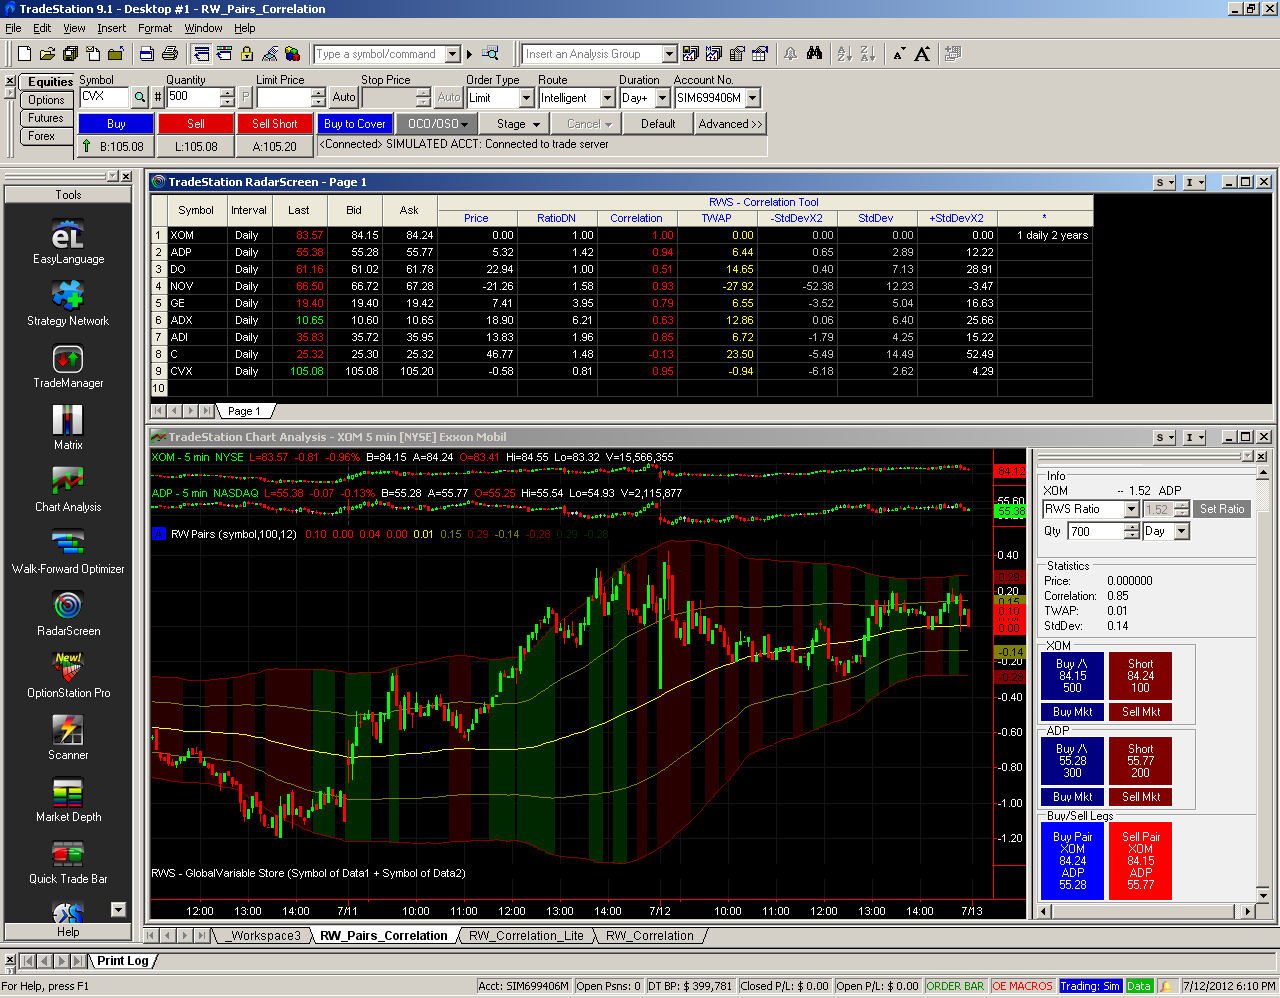 TradeStation 9.1 - Desktop #1 - RW_Pairs_Correlation
File Edit View Insert Format Window Help
Type a symbol/command Insert an Analysis Group
Equities Symbol Quantity Limit Price Stop Price Order Type Route Duration Account No.
Options CVX # 500 P Auto Auto Limit Intelligent Day+ SIM699406M
Futures Buy Sell Sell Short Buy to Cover OCO/OSO Stage Cancel Default Advanced >>
Forex B:105.08 L:105.08 A:105.20 <Connected> SIMULATED ACCT: Connected to trade server
Tools
EasyLanguage
Strategy Network
TradeManager
Matrix
Chart Analysis
Walk-Forward Optimizer
RadarScreen
New!
OptionStation Pro
Scanner
Market Depth
Quick Trade Bar
Help
TradeStation RadarScreen - Page 1 S I
Symbol Interval Last Bid Ask RWS - Correlation Tool
Price RatioDN Correlation TWAP -StdDevX2 StdDev +StdDevX2 *
1 XOM Daily 83.57 84.15 84.24 0.00 1.00 1.00 0.00 0.00 0.00 0.00 1 daily 2 years
2 ADP Daily 55.38 55.28 55.77 5.32 1.42 0.94 6.44 0.65 2.89 12.22
3 DO Daily 61.16 61.02 61.78 22.94 1.00 0.51 14.65 0.40 7.13 28.91
4 NOV Daily 66.50 66.72 67.28 -21.26 1.58 0.93 -27.92 -52.38 12.23 -3.47
5 GE Daily 19.40 19.40 19.42 7.41 3.95 0.79 6.55 -3.52 5.04 16.63
6 ADX Daily 10.65 10.60 10.65 18.90 6.21 0.63 12.86 0.06 6.40 25.66
7 ADI Daily 35.83 35.72 35.95 13.83 1.96 0.85 6.72 -1.79 4.25 15.22
8 C Daily 25.32 25.30 25.32 46.77 1.48 -0.13 23.50 -5.49 14.49 52.49
9 CVX Daily 105.08 105.08 105.20 -0.58 0.81 0.95 -0.94 -6.18 2.62 4.29
10
Page 1
TradeStation Chart Analysis - XOM 5 min [NYSE] Exxon Mobil S I
XOM - 5 min NYSE L=83.57 -0.81 -0.96% B=84.15 A=84.24 O=83.41 Hi=84.55 Lo=83.32 V=15,566,355
84.12
ADP - 5 min NASDAQ L=55.38 -0.07 -0.13% B=55.28 A=55.77 O=55.25 Hi=55.54 Lo=54.93 V=2,115,877
55.60
55.38
RW Pairs (symbol,100,12) 0.10 0.00 0.04 0.00 0.01 0.15 0.29 -0.14 -0.28 0.29 -0.28
0.40
0.29
0.20
0.15
0.10
0.00
-0.14
-0.20
-0.28
-0.40
-0.60
-0.80
-1.00
-1.20
RWS - GlobalVariable Store (Symbol of Data1 + Symbol of Data2)
12:00 13:00 14:00 7/11 10:00 11:00 12:00 13:00 14:00 7/12 10:00 11:00 12:00 13:00 14:00 7/13
Info
XOM -- 1.52 ADP
RWS Ratio 1.52 Set Ratio
Qty 700 Day
Statistics
Price: 0.000000
Correlation: 0.85
TWAP: 0.01
StdDev: 0.14
XOM
Buy /\ Short
84.15 84.24
500 100
Buy Mkt Sell Mkt
ADP
Buy /\ Short
55.28 55.77
300 200
Buy Mkt Sell Mkt
Buy/Sell Legs
Buy Pair Sell Pair
XOM XOM
84.24 84.15
ADP ADP
55.28 55.77
_Workspace3 RW_Pairs_Correlation RW_Correlation_Lite RW_Correlation
Print Log
For Help, press F1 Acct: SIM699406M Open Psns: 0 DT BP: $ 399,781 Closed P/L: $ 0.00 Open P/L: $ 0.00 ORDER BAR OE MACROS Trading: Sim Data 7/12/2012 6:10 PM